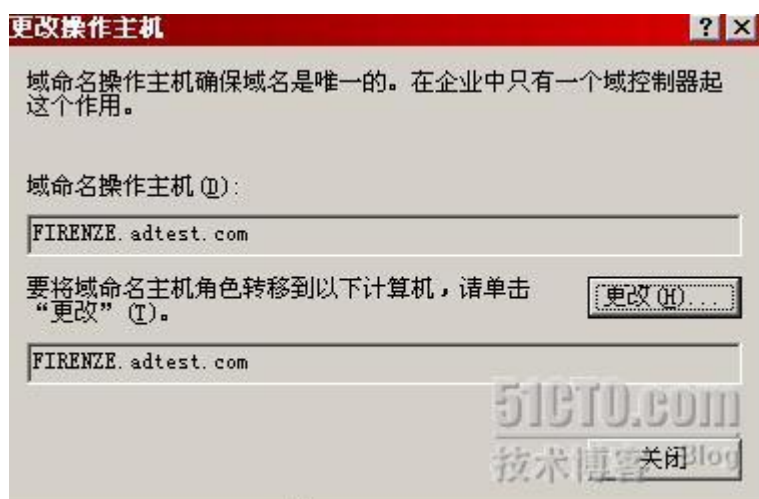 更改操作主机
域命名操作主机确保域名是唯一的。在企业中只有一个域控制器起
这个作用。
域命名操作主机(D):
FIRENZE.adtest.com
要将域命名主机角色转移到以下计算机，请单击
“更改”(T)。
更改(H)...
FIRENZE.adtest.com
51CTO.com
技术博客 Blog
关闭